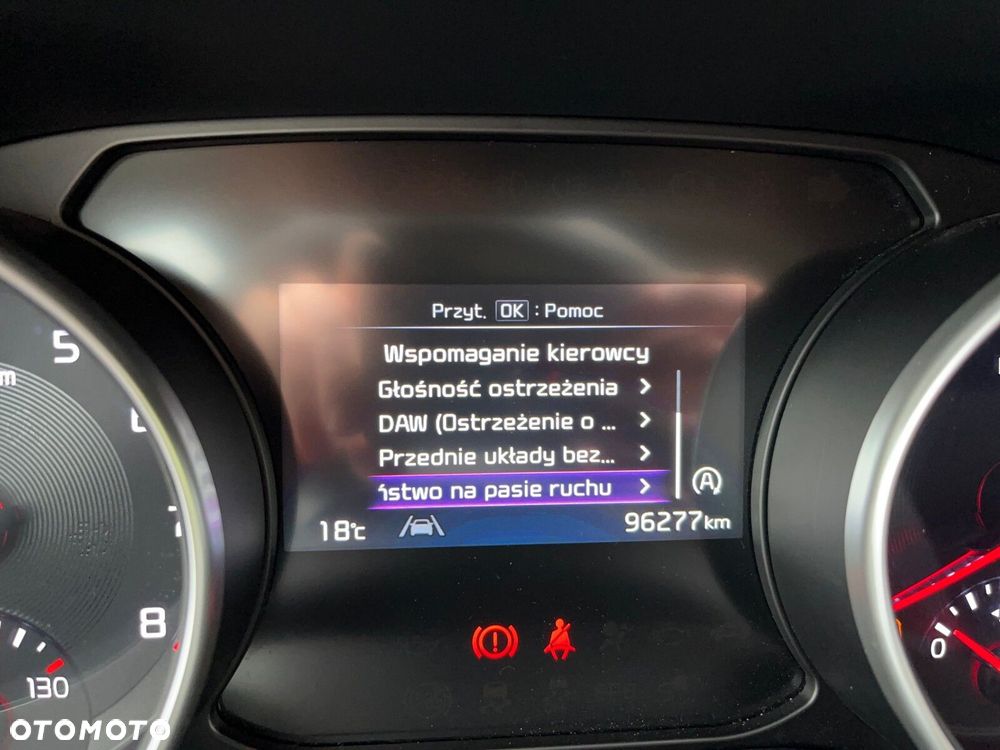 Przyt. OK : Pomoc
Wspomaganie kierowcy
Głośność ostrzeżenia
DAW (Ostrzeżenie o ...
Przednie układy bez...
stwo na pasie ruchu
A
18°C
96277km
5
6
7
8
130
0
OTOMOTO